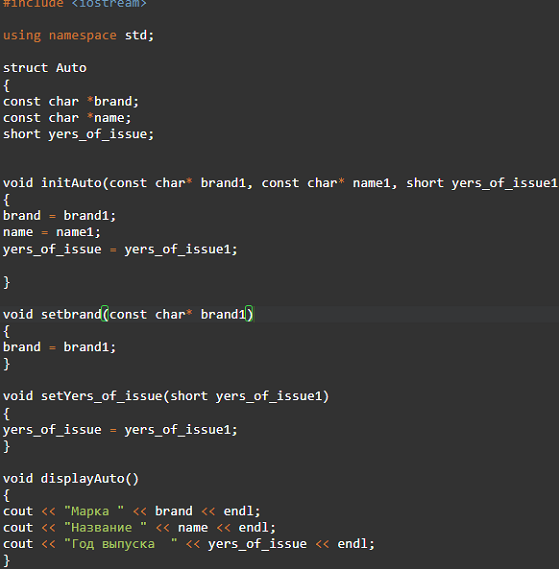 #include <iostream>
using namespace std;
struct Auto
{
const char *brand;
const char *name;
short yers_of_issue;
void initAuto(const char* brand1, const char* name1, short yers_of_issue1
{
brand = brand1;
name = name1;
yers_of_issue = yers_of_issue1;
}
void setbrand(const char* brand1)
{
brand = brand1;
}
void setYers_of_issue(short yers_of_issue1)
{
yers_of_issue = yers_of_issue1;
}
void displayAuto()
{
cout << "Марка " << brand << endl;
cout << "Название " << name << endl;
cout << "Год выпуска  " << yers_of_issue << endl;
}